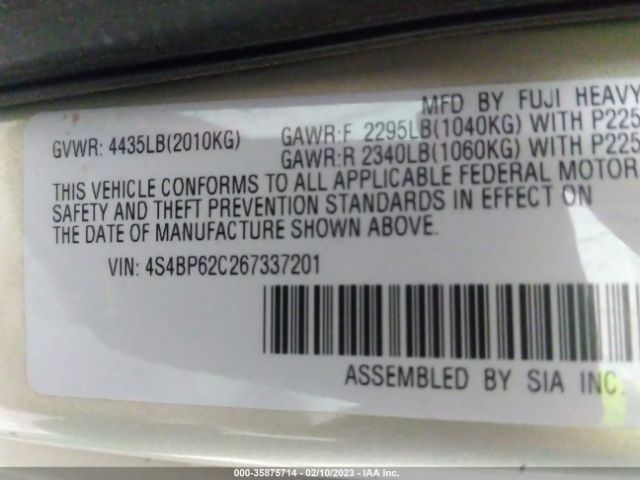 MFD BY FUJI HEAVY
GVWR: 4435LB(2010KG)
GAWR:F 2295LB(1040KG) WITH P225
GAWR:R 2340LB(1060KG) WITH P225
THIS VEHICLE CONFORMS TO ALL APPLICABLE FEDERAL MOTOR
SAFETY AND THEFT PREVENTION STANDARDS IN EFFECT ON
THE DATE OF MANUFACTURE SHOWN ABOVE.
VIN: 4S4BP62C267337201
ASSEMBLED BY SIA INC.
000-35875714 - 02/10/2023 - IAA Inc.